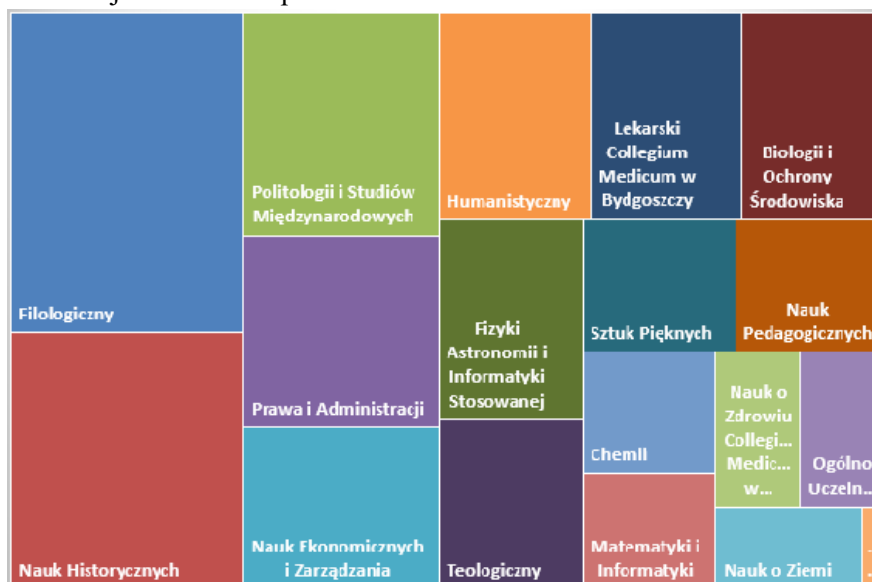 Filologiczny
Nauk Historycznych
Politologii i Studiów
Międzynarodowych
Prawa i Administracji
Nauk Ekonomicznych
i Zarządzania
Humanistyczny
Fizyki
Astronomii i
Informatyki
Stosowanej
Teologiczny
Lekarski
Collegium
Medicum w
Bydgoszczy
Biologii i
Ochrony
Środowiska
Sztuk Pięknych
Nauk
Pedagogicznych
Chemii
Matematyki i
Informatyki
Nauk o
Zdrowiu
Collegi...
Medic...
w...
Ogólno
Uczeln...
Nauk o Ziemi